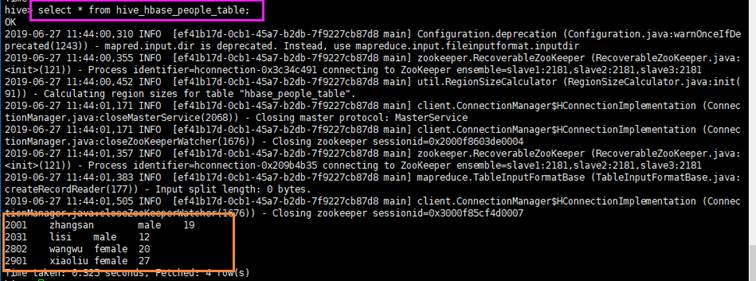 hive> select * from hive_hbase_people_table;
OK
2019-06-27 11:44:00,310 INFO  [ef41b17d-0cb1-45a7-b2db-7f9227cb87d8 main] Configuration.deprecation (Configuration.java:warnOnceIfDe
precated(1243)) - mapred.input.dir is deprecated. Instead, use mapreduce.input.fileinputformat.inputdir
2019-06-27 11:44:00,355 INFO  [ef41b17d-0cb1-45a7-b2db-7f9227cb87d8 main] zookeeper.RecoverableZooKeeper (RecoverableZooKeeper.java:
<init>(121)) - Process identifier=hconnection-0x3c34c491 connecting to ZooKeeper ensemble=slave1:2181,slave2:2181,slave3:2181
2019-06-27 11:44:00,452 INFO  [ef41b17d-0cb1-45a7-b2db-7f9227cb87d8 main] util.RegionSizeCalculator (RegionSizeCalculator.java:init(
91)) - Calculating region sizes for table "hbase_people_table".
2019-06-27 11:44:01,171 INFO  [ef41b17d-0cb1-45a7-b2db-7f9227cb87d8 main] client.ConnectionManager$HConnectionImplementation (Connec
tionManager.java:closeMasterService(2068)) - Closing master protocol: MasterService
2019-06-27 11:44:01,171 INFO  [ef41b17d-0cb1-45a7-b2db-7f9227cb87d8 main] client.ConnectionManager$HConnectionImplementation (Connec
tionManager.java:closeZooKeeperWatcher(1676)) - Closing zookeeper sessionid=0x2000f8603de0004
2019-06-27 11:44:01,357 INFO  [ef41b17d-0cb1-45a7-b2db-7f9227cb87d8 main] zookeeper.RecoverableZooKeeper (RecoverableZooKeeper.java:
<init>(121)) - Process identifier=hconnection-0x209b4b35 connecting to ZooKeeper ensemble=slave1:2181,slave2:2181,slave3:2181
2019-06-27 11:44:01,383 INFO  [ef41b17d-0cb1-45a7-b2db-7f9227cb87d8 main] mapreduce.TableInputFormatBase (TableInputFormatBase.java:
createRecordReader(177)) - Input split length: 0 bytes.
2019-06-27 11:44:01,505 INFO  [ef41b17d-0cb1-45a7-b2db-7f9227cb87d8 main] client.ConnectionManager$HConnectionImplementation (Connec
tionManager.java:closeZooKeeperWatcher(1676)) - Closing zookeeper sessionid=0x3000f85cf4d0007
2001    zhangsan        male    19
2031    lisi    male    12
2802    wangwu  female  20
2901    xiaoliu female  27
Time taken: 6.325 seconds, Fetched: 4 row(s)